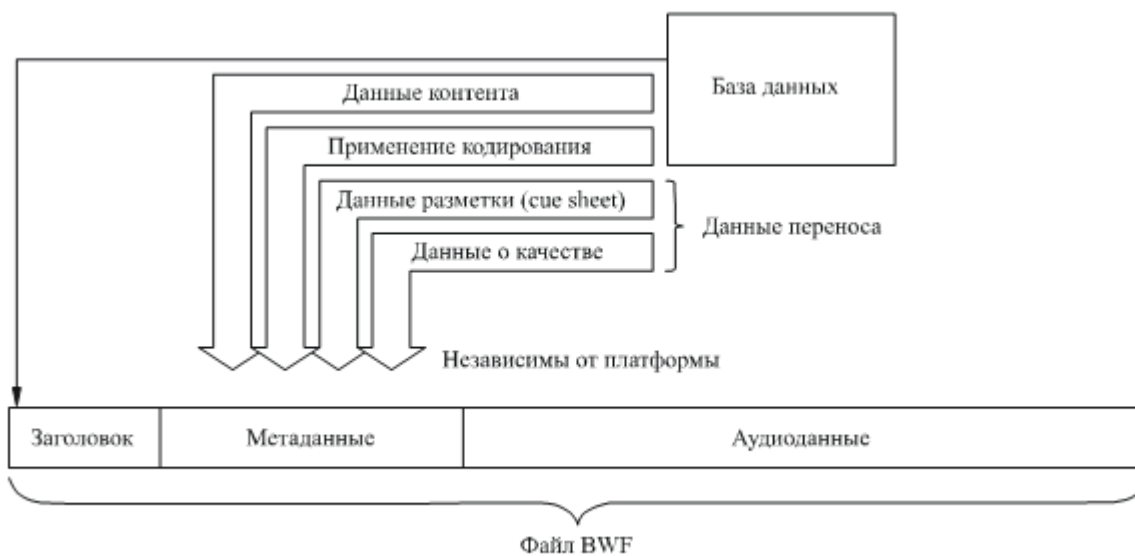 База данных
Данные контента
Применение кодирования
Данные разметки (cue sheet)
Данные переноса
Данные о качестве
Независимы от платформы
Заголовок
Метаданные
Аудиоданные
Файл BWF